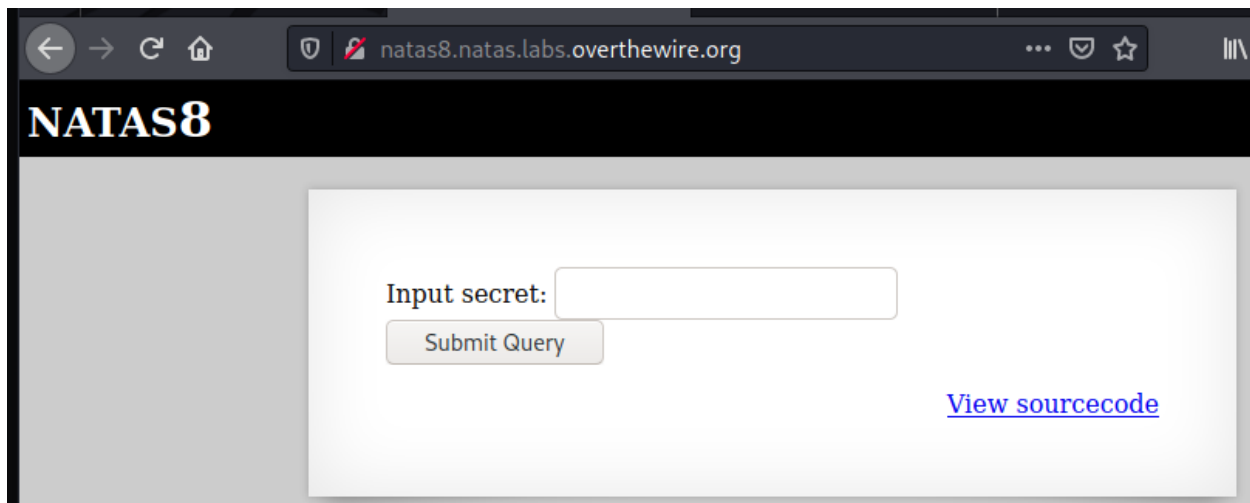 natas8.natas.labs.overthewire.org
NATAS8
Input secret:
Submit Query
View sourcecode